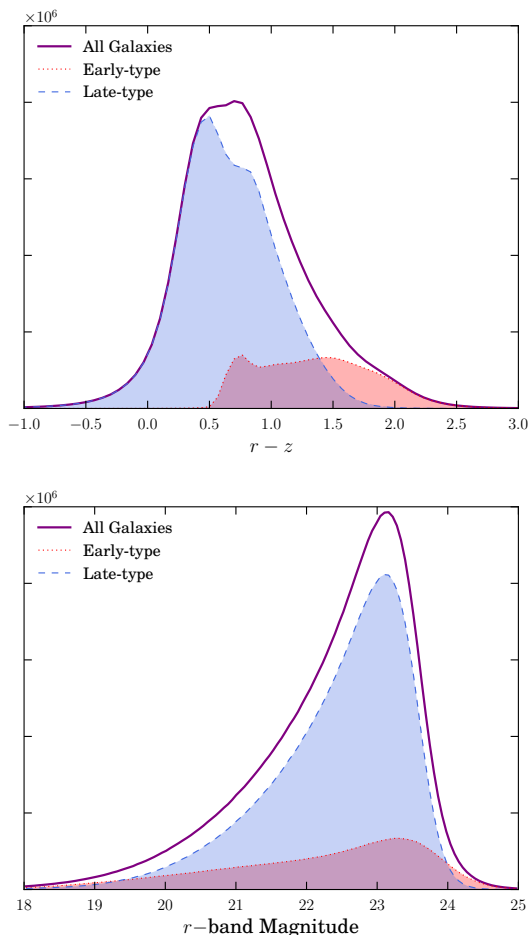 ×10⁶
All Galaxies
Early-type
Late-type
−1.0 −0.5 0.0 0.5 1.0 1.5 2.0 2.5 3.0
r − z
×10⁶
All Galaxies
Early-type
Late-type
18 19 20 21 22 23 24 25
r−band Magnitude